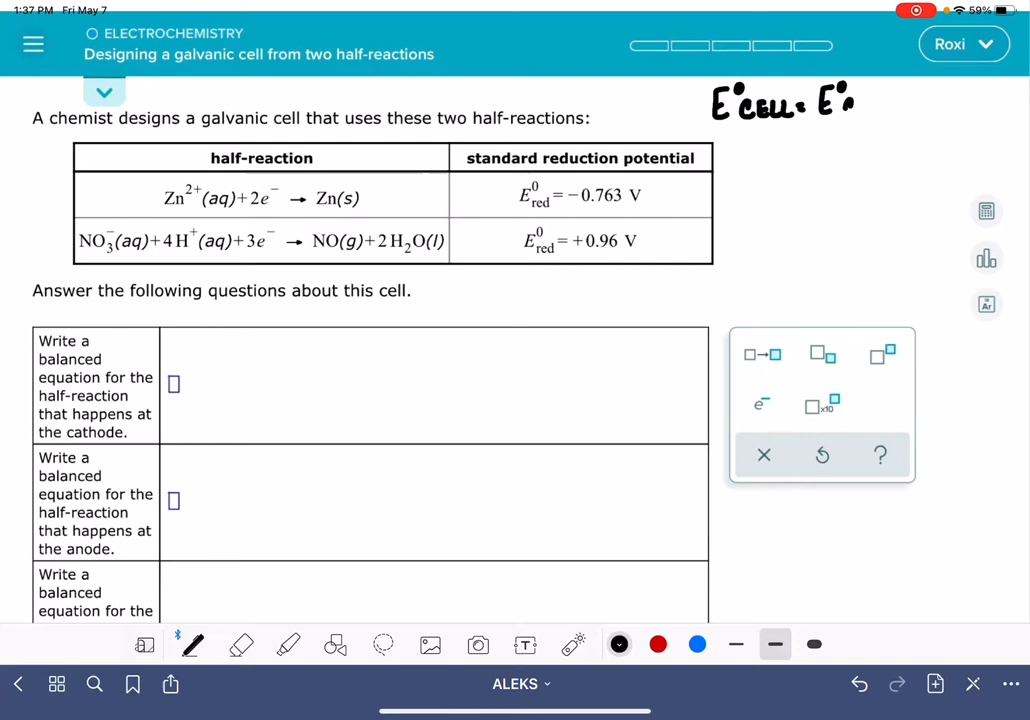 1:37 PM Fri May 7
59%
ELECTROCHEMISTRY
Designing a galvanic cell from two half-reactions
Roxi
E°CELL = E°
A chemist designs a galvanic cell that uses these two half-reactions:
half-reaction standard reduction potential
Zn²⁺(aq)+2e⁻ → Zn(s) E⁰red = −0.763 V
NO₃⁻(aq)+4H⁺(aq)+3e⁻ → NO(g)+2H₂O(l) E⁰red = +0.96 V
Answer the following questions about this cell.
Write a
balanced
equation for the
half-reaction
that happens at
the cathode.
Write a
balanced
equation for the
half-reaction
that happens at
the anode.
Write a
balanced
equation for the
18
Ar
e⁻
x10
?
T
ALEKS